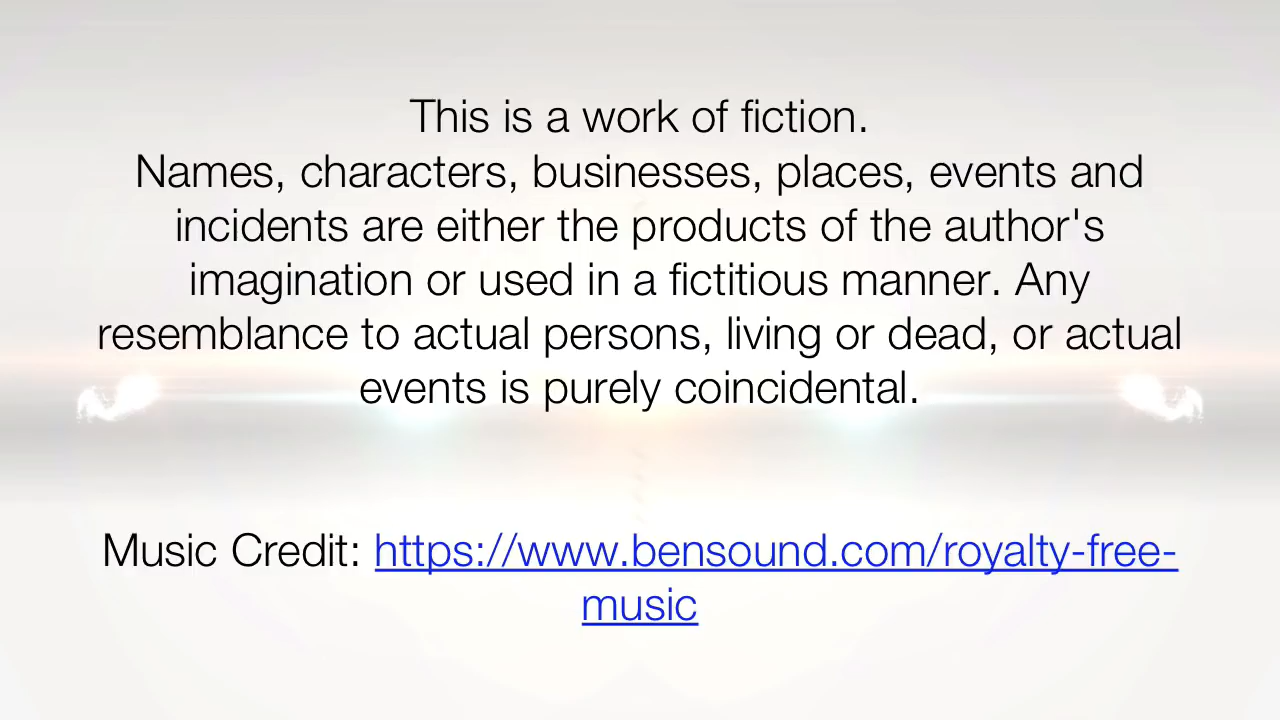 This is a work of fiction.
Names, characters, businesses, places, events and
incidents are either the products of the author's
imagination or used in a fictitious manner. Any
resemblance to actual persons, living or dead, or actual
events is purely coincidental.
Music Credit: https://www.bensound.com/royalty-free-
music